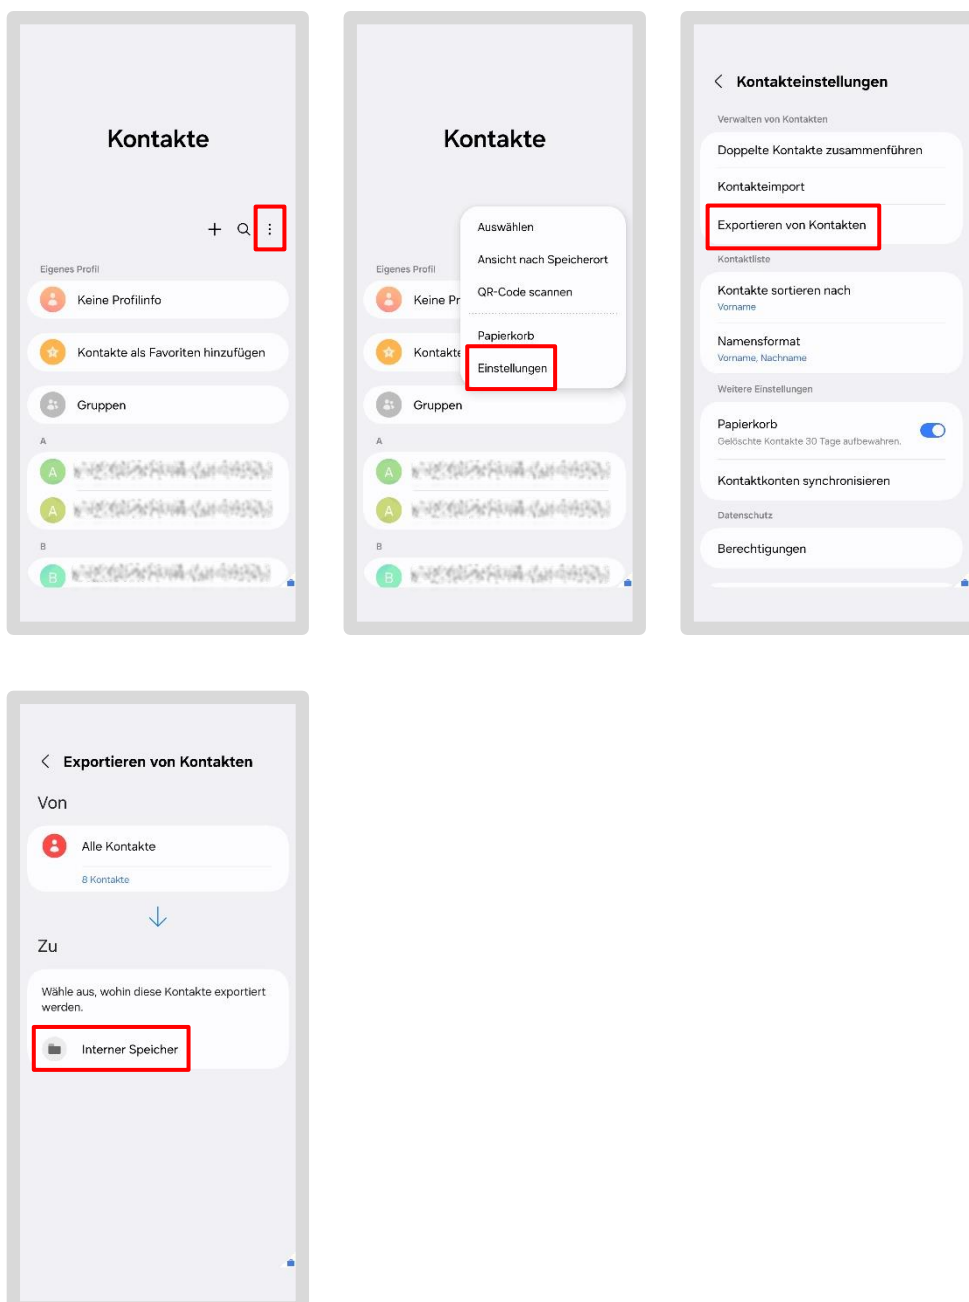 Kontakte
Eigenes Profil
Keine Profilinfo
Kontakte als Favoriten hinzufügen
Gruppen
A
A
A
B
B
Kontakte
Auswählen
Ansicht nach Speicherort
QR-Code scannen
Papierkorb
Einstellungen
Eigenes Profil
Keine Pr
Kontakte
Gruppen
A
A
A
B
B
Kontakteinstellungen
Verwalten von Kontakten
Doppelte Kontakte zusammenführen
Kontakteimport
Exportieren von Kontakten
Kontaktliste
Kontakte sortieren nach
Vorname
Namensformat
Vorname, Nachname
Weitere Einstellungen
Papierkorb
Gelöschte Kontakte 30 Tage aufbewahren.
Kontaktkonten synchronisieren
Datenschutz
Berechtigungen
Exportieren von Kontakten
Von
Alle Kontakte
8 Kontakte
Zu
Wähle aus, wohin diese Kontakte exportiert
werden.
Interner Speicher